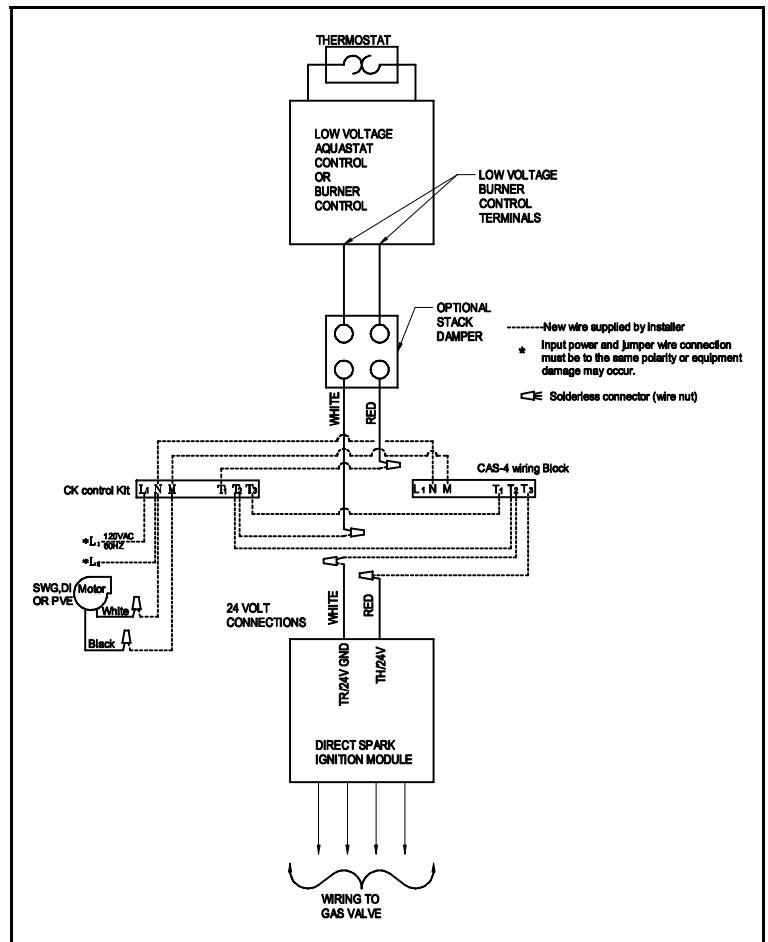 THERMOSTAT
LOW VOLTAGE
AQUASTAT
CONTROL
OR
BURNER
CONTROL
LOW VOLTAGE
BURNER
CONTROL
TERMINALS
OPTIONAL
STACK
DAMPER
New wire supplied by installer
* Input power and jumper wire connection
must be to the same polarity or equipment
damage may occur.
Solderless connector (wire nut)
WHITE
RED
CAS-4 wiring Block
CK control Kit
L1 N M T1 T2 T3
L1 N M T1 T2 T3
*L1 120VAC
60HZ
SWG,DI
OR PVE
Motor
White
Black
24 VOLT
CONNECTIONS
WHITE
RED
TR/24V GND
TH/24V
DIRECT SPARK
IGNITION MODULE
WIRING TO
GAS VALVE